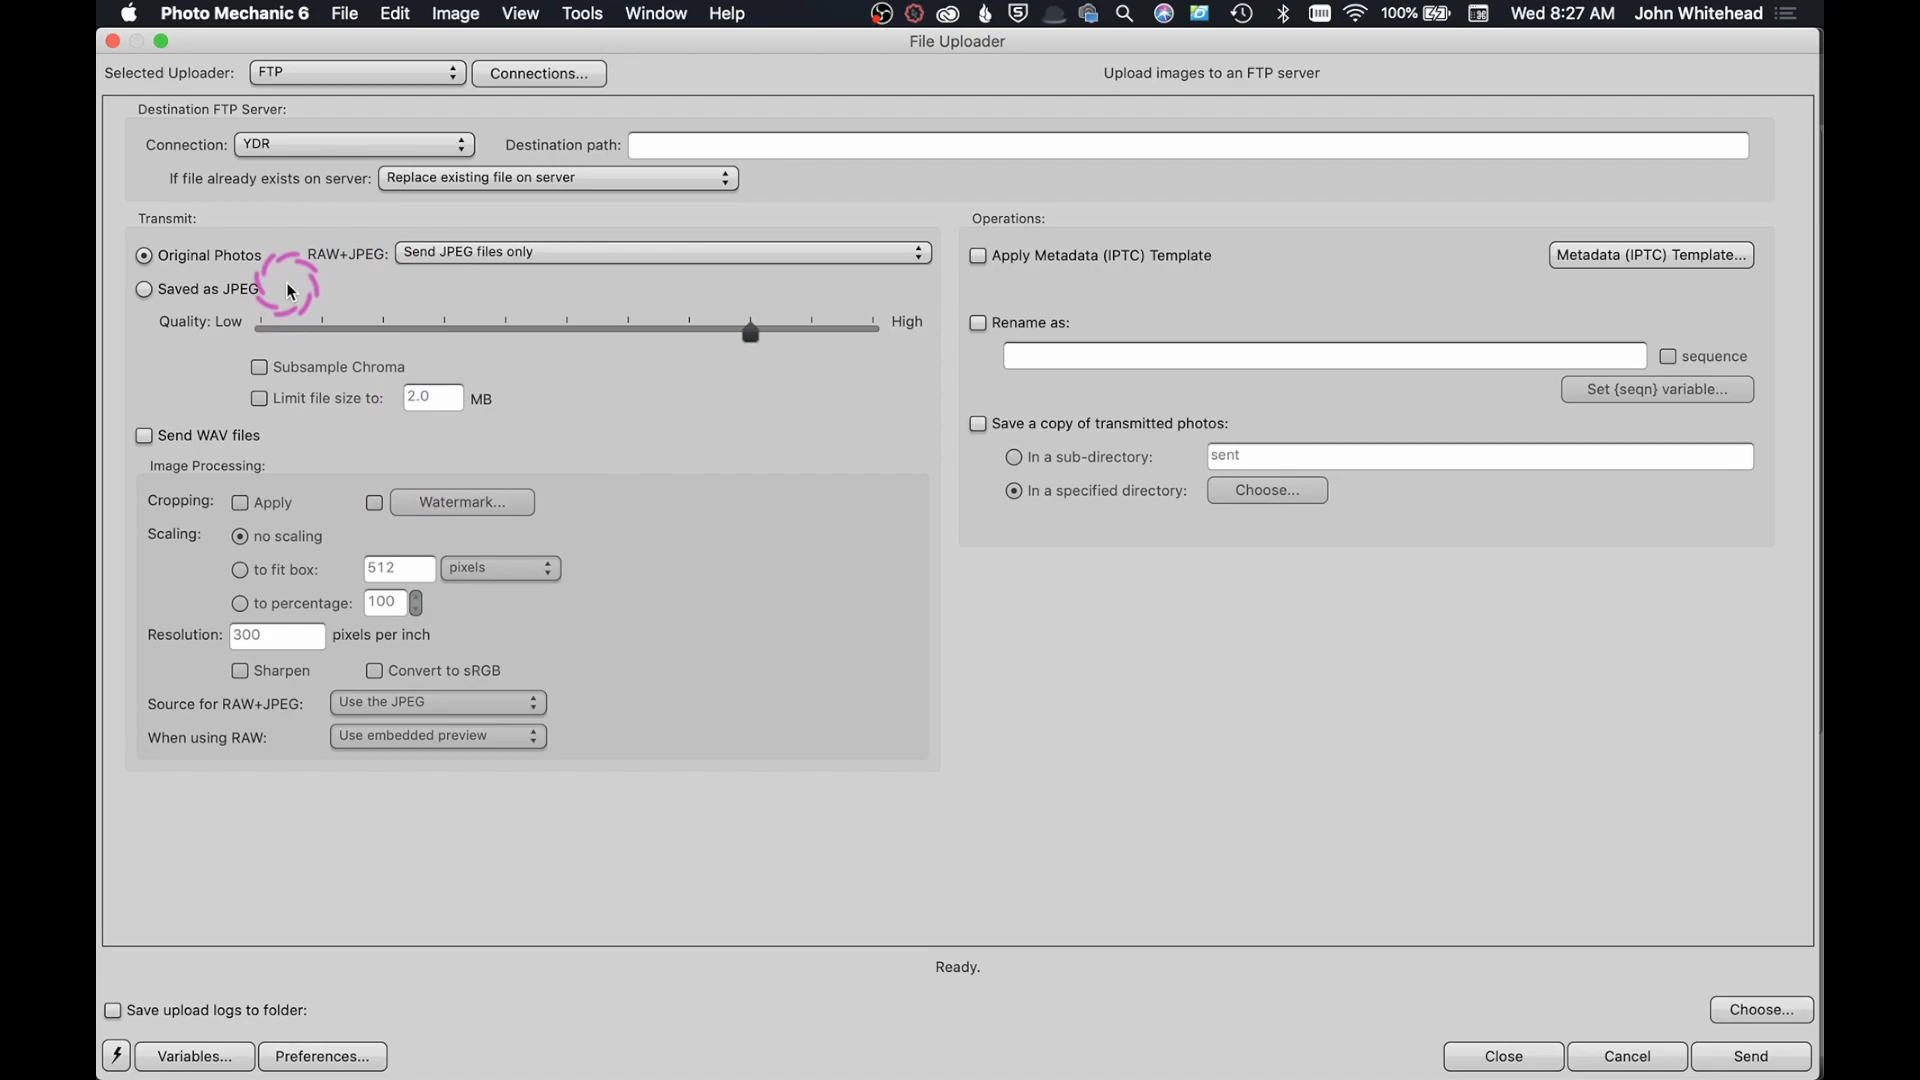 Photo Mechanic 6 File Edit Image View Tools Window Help 100% Wed 8:27 AM John Whitehead
File Uploader
Selected Uploader: FTP Connections... Upload images to an FTP server
Destination FTP Server:
Connection: YDR Destination path:
If file already exists on server: Replace existing file on server
Transmit: Operations:
Original Photos RAW+JPEG: Send JPEG files only Apply Metadata (IPTC) Template Metadata (IPTC) Template...
Saved as JPEG
Quality: Low High Rename as:
sequence
Subsample Chroma Set {seqn} variable...
Limit file size to: 2.0 MB
Save a copy of transmitted photos:
Send WAV files
In a sub-directory: sent
Image Processing:
In a specified directory: Choose...
Cropping: Apply Watermark...
Scaling: no scaling
to fit box: 512 pixels
to percentage: 100
Resolution: 300 pixels per inch
Sharpen Convert to sRGB
Source for RAW+JPEG: Use the JPEG
When using RAW: Use embedded preview
Ready.
Save upload logs to folder: Choose...
Variables... Preferences... Close Cancel Send